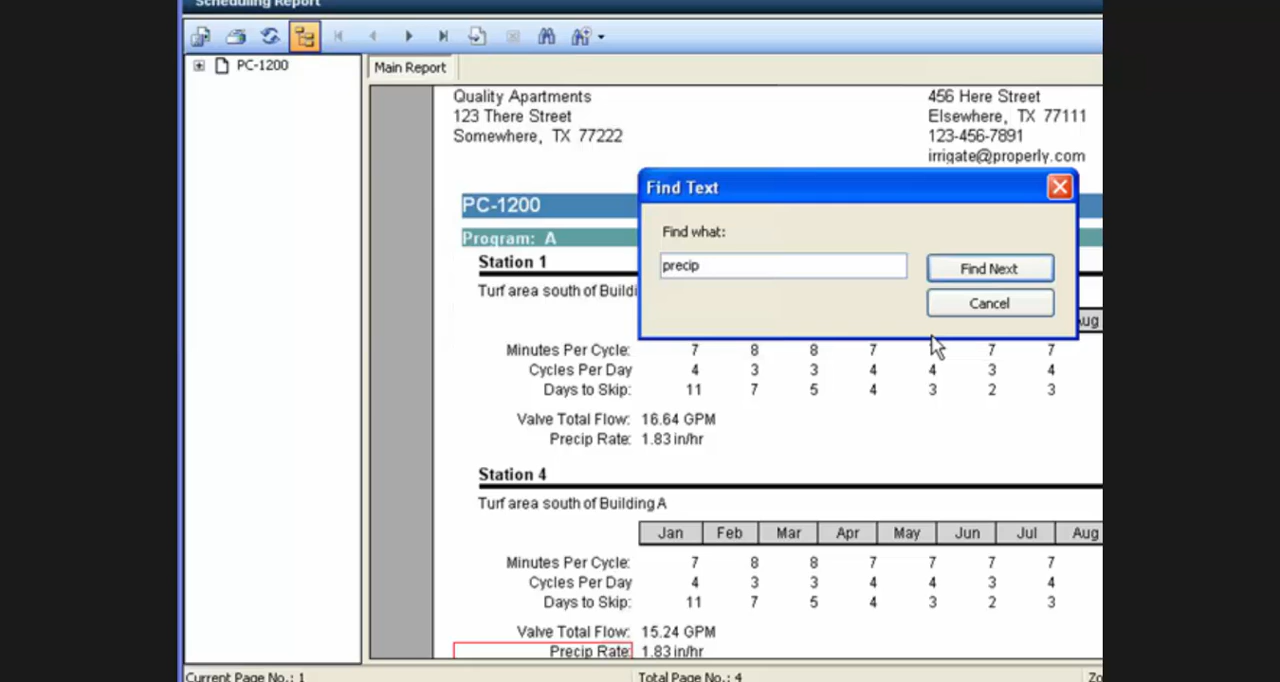 Scheduling Report
PC-1200
Main Report
Quality Apartments
123 There Street
Somewhere, TX 77222
456 Here Street
Elsewhere, TX 77111
123-456-7891
irrigate@properly.com
Find Text
Find what:
precip
Find Next
Cancel
PC-1200
Program: A
Station 1
Turf area south of Buildi
Aug
Minutes Per Cycle: 7 8 8 7 7 7
Cycles Per Day 4 3 3 4 4 3 4
Days to Skip: 11 7 5 4 3 2 3
Valve Total Flow: 16.64 GPM
Precip Rate: 1.83 in/hr
Station 4
Turf area south of Building A
Jan Feb Mar Apr May Jun Jul Aug
Minutes Per Cycle: 7 8 8 7 7 7 7
Cycles Per Day 4 3 3 4 4 3 4
Days to Skip: 11 7 5 4 3 2 3
Valve Total Flow: 15.24 GPM
Precip Rate: 1.83 in/hr
Current Page No.: 1
Total Page No.: 4
Zo